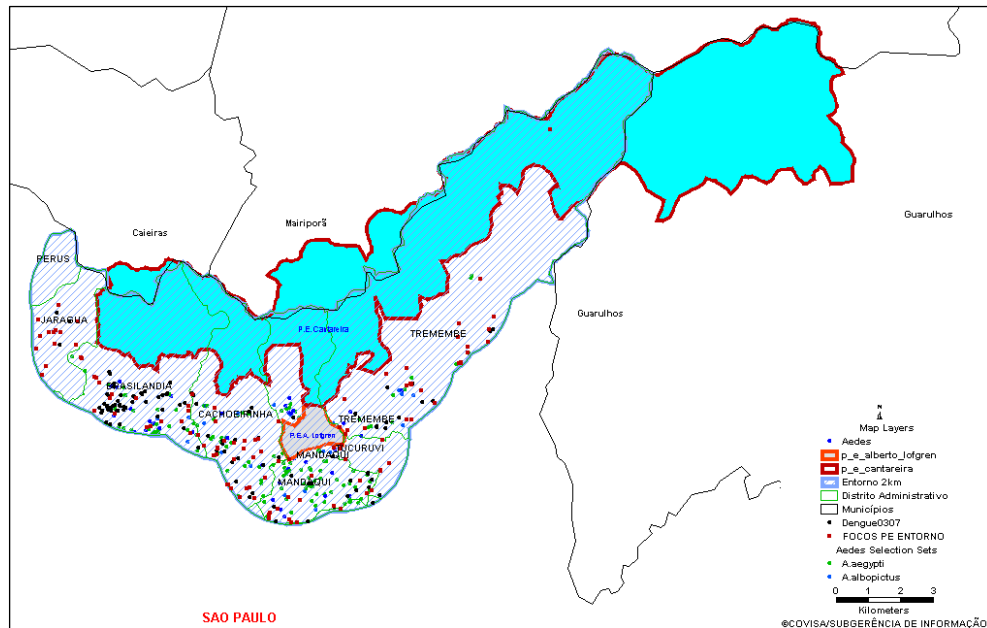 Caieiras
Mairiporã
Guarulhos
PERUS
JARAGUA
P.E.Cantareira
TREMEMBE
Guarulhos
BRASILANDIA
CACHOEIRINHA
TREMEMBE
P.E.A. Lofgren
TUCURUVI
MANDAQUI
MANDAQUI
SAO PAULO
N
Map Layers
Aedes
p_e_alberto_lofgren
p_e_cantareira
Entorno 2km
Distrito Administrativo
Municípios
Dengue0307
FOCOS PE ENTORNO
Aedes Selection Sets
A.aegypti
A.albopictus
0 1 2 3
Kilometers
©COVISA/SUBGERÊNCIA DE INFORMAÇÃO